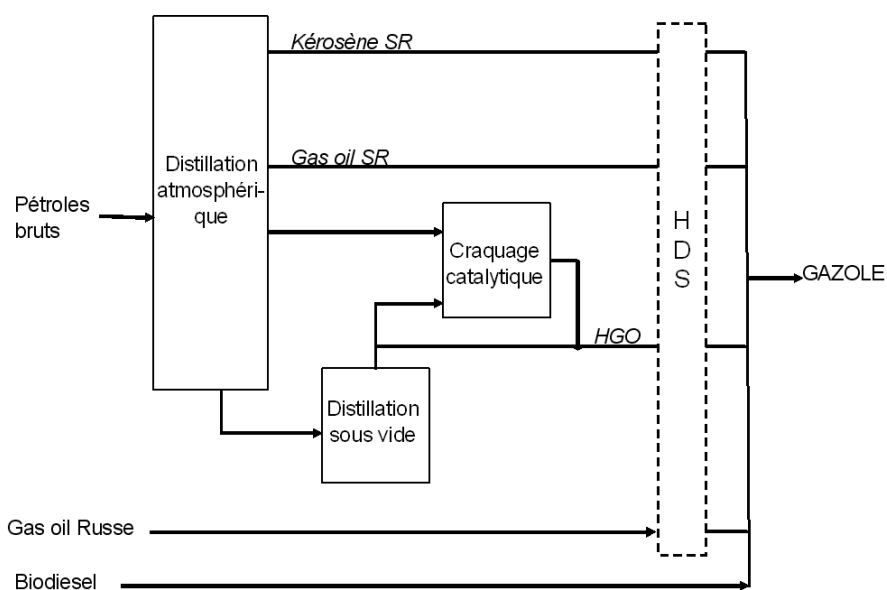 Kérosène SR
Distillation
atmosphéri-
que
Gas oil SR
Pétroles
bruts
Craquage
catalytique
H
D
S
GAZOLE
HGO
Distillation
sous vide
Gas oil Russe
Biodiesel